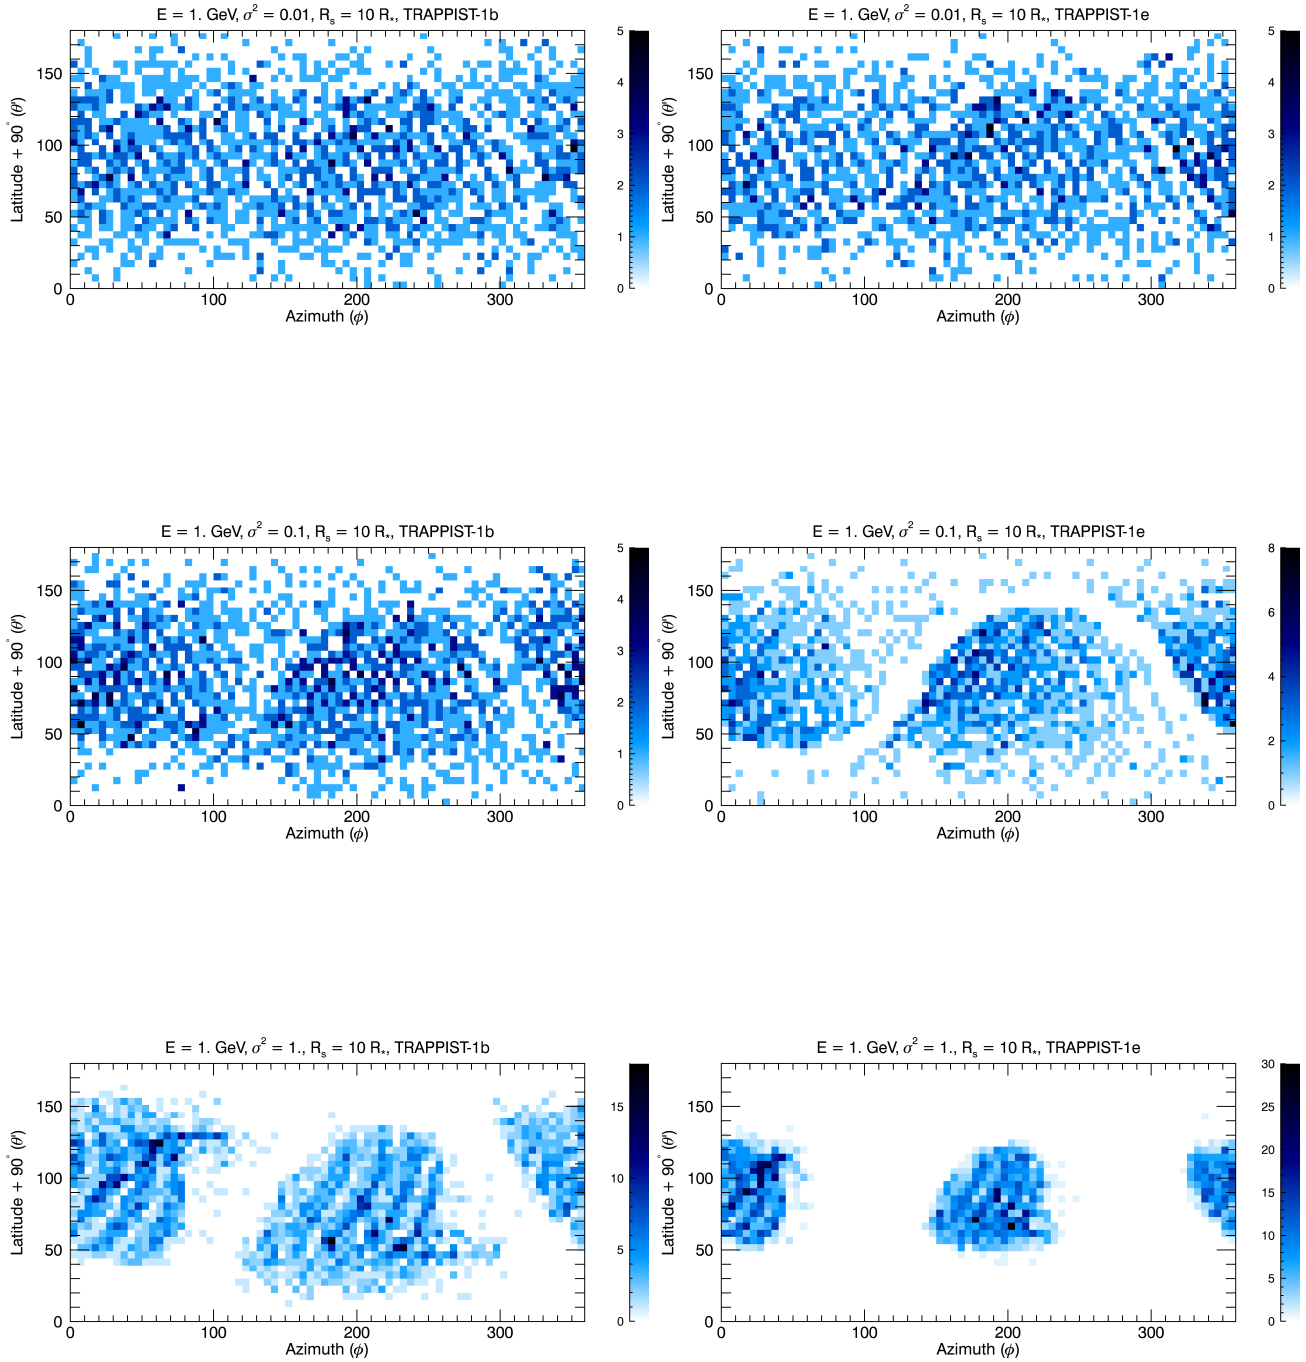 E = 1. GeV, σ² = 0.01, Rₛ = 10 R⋆, TRAPPIST-1b
Latitude + 90° (θ')
150
100
50
0
0 100 200 300
Azimuth (ϕ)
5
4
3
2
1
0
E = 1. GeV, σ² = 0.01, Rₛ = 10 R⋆, TRAPPIST-1e
Latitude + 90° (θ')
150
100
50
0
0 100 200 300
Azimuth (ϕ)
5
4
3
2
1
0
E = 1. GeV, σ² = 0.1, Rₛ = 10 R⋆, TRAPPIST-1b
Latitude + 90° (θ')
150
100
50
0
0 100 200 300
Azimuth (ϕ)
5
4
3
2
1
0
E = 1. GeV, σ² = 0.1, Rₛ = 10 R⋆, TRAPPIST-1e
Latitude + 90° (θ')
150
100
50
0
0 100 200 300
Azimuth (ϕ)
8
6
4
2
0
E = 1. GeV, σ² = 1., Rₛ = 10 R⋆, TRAPPIST-1b
Latitude + 90° (θ')
150
100
50
0
0 100 200 300
Azimuth (ϕ)
15
10
5
0
E = 1. GeV, σ² = 1., Rₛ = 10 R⋆, TRAPPIST-1e
Latitude + 90° (θ')
150
100
50
0
0 100 200 300
Azimuth (ϕ)
30
25
20
15
10
5
0